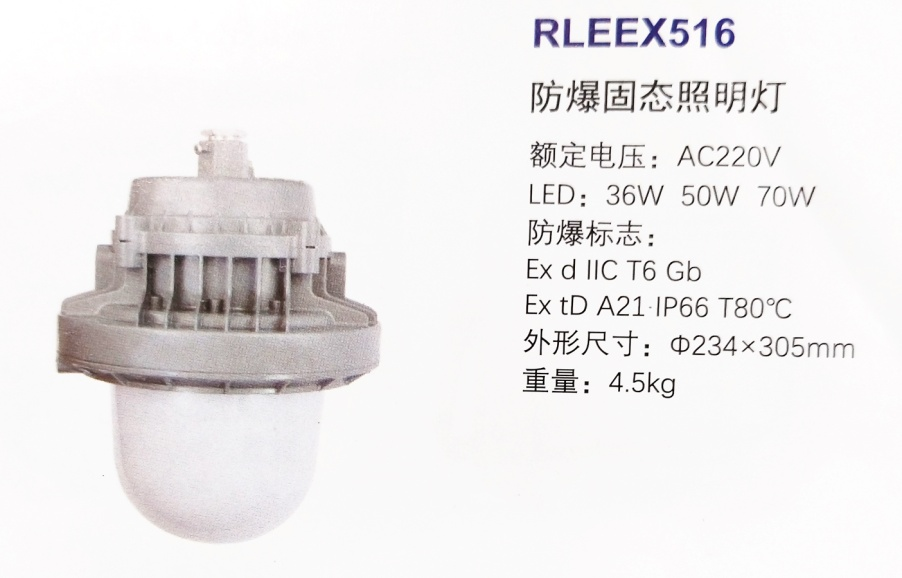 RLEEX516
防爆固态照明灯
额定电压：AC220V
LED：36W 50W 70W
防爆标志：
Ex d IIC T6 Gb
Ex tD A21·IP66 T80℃
外形尺寸：Φ234×305mm
重量：4.5kg